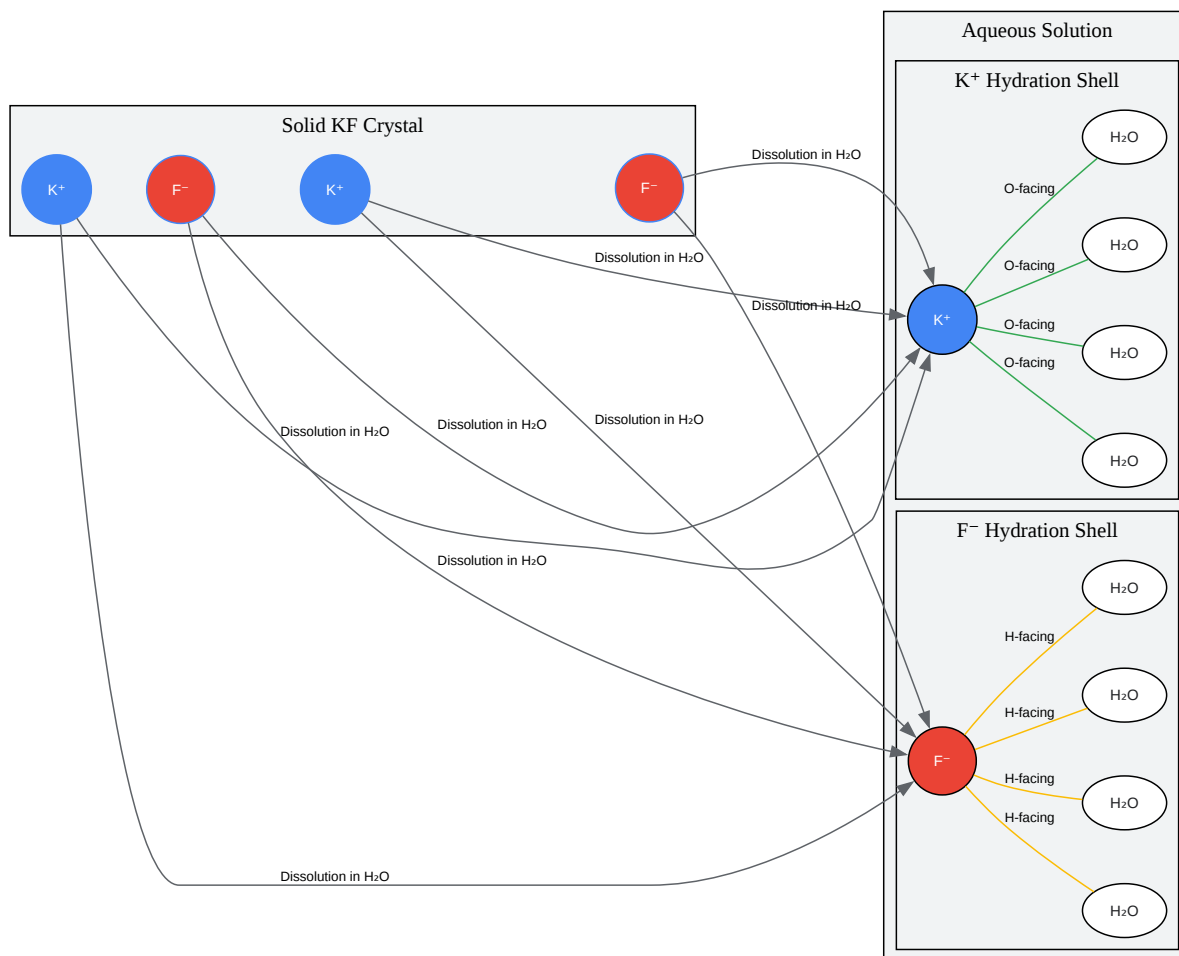 Aqueous Solution
K⁺ Hydration Shell
Solid KF Crystal
K⁺
F⁻
K⁺
F⁻
Dissolution in H₂O
Dissolution in H₂O
Dissolution in H₂O
Dissolution in H₂O
Dissolution in H₂O
Dissolution in H₂O
Dissolution in H₂O
Dissolution in H₂O
K⁺
O-facing
O-facing
O-facing
O-facing
H₂O
H₂O
H₂O
H₂O
F⁻ Hydration Shell
F⁻
H-facing
H-facing
H-facing
H-facing
H₂O
H₂O
H₂O
H₂O